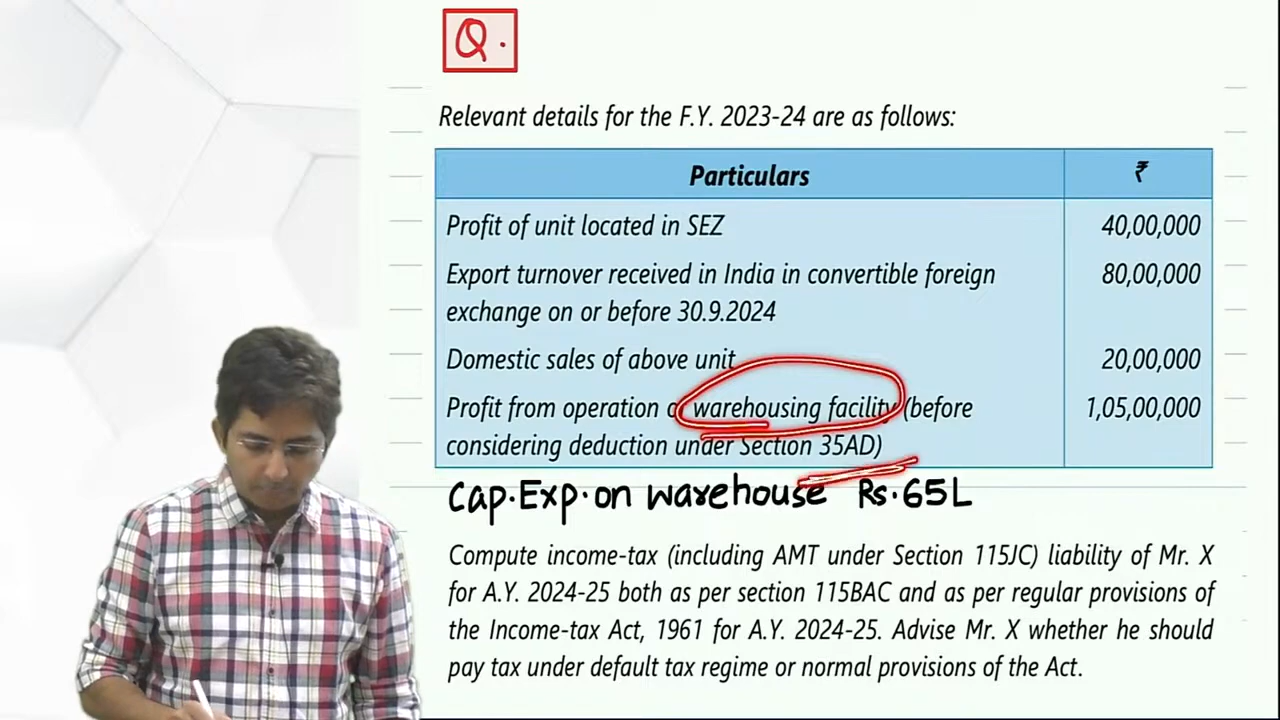 Q.
Relevant details for the F.Y. 2023-24 are as follows:
Particulars ₹
Profit of unit located in SEZ 40,00,000
Export turnover received in India in convertible foreign 80,00,000
exchange on or before 30.9.2024
Domestic sales of above unit 20,00,000
Profit from operation warehousing facility (before 1,05,00,000
considering deduction under Section 35AD)
Cap.Exp.on warehouse Rs.65L
Compute income-tax (including AMT under Section 115JC) liability of Mr. X
for A.Y. 2024-25 both as per section 115BAC and as per regular provisions of
the Income-tax Act, 1961 for A.Y. 2024-25. Advise Mr. X whether he should
pay tax under default tax regime or normal provisions of the Act.